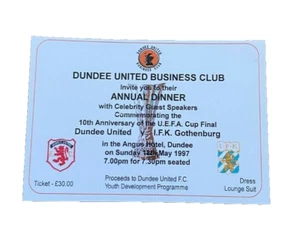 DUNDEE UNITED
DUNDEE UNITED BUSINESS CLUB
Invite you to their
ANNUAL DINNER
with Celebrity Guest Speakers
Commemorating the
10th Anniversary of the U.E.F.A. Cup Final
Dundee United V I.F.K. Gothenburg
in the Angus Hotel, Dundee
on Sunday May 1997
7.00pm for 7.30pm seated
Ticket - £30.00
Proceeds to Dundee United F.C.
Youth Development Programme
Dress
Lounge Suit